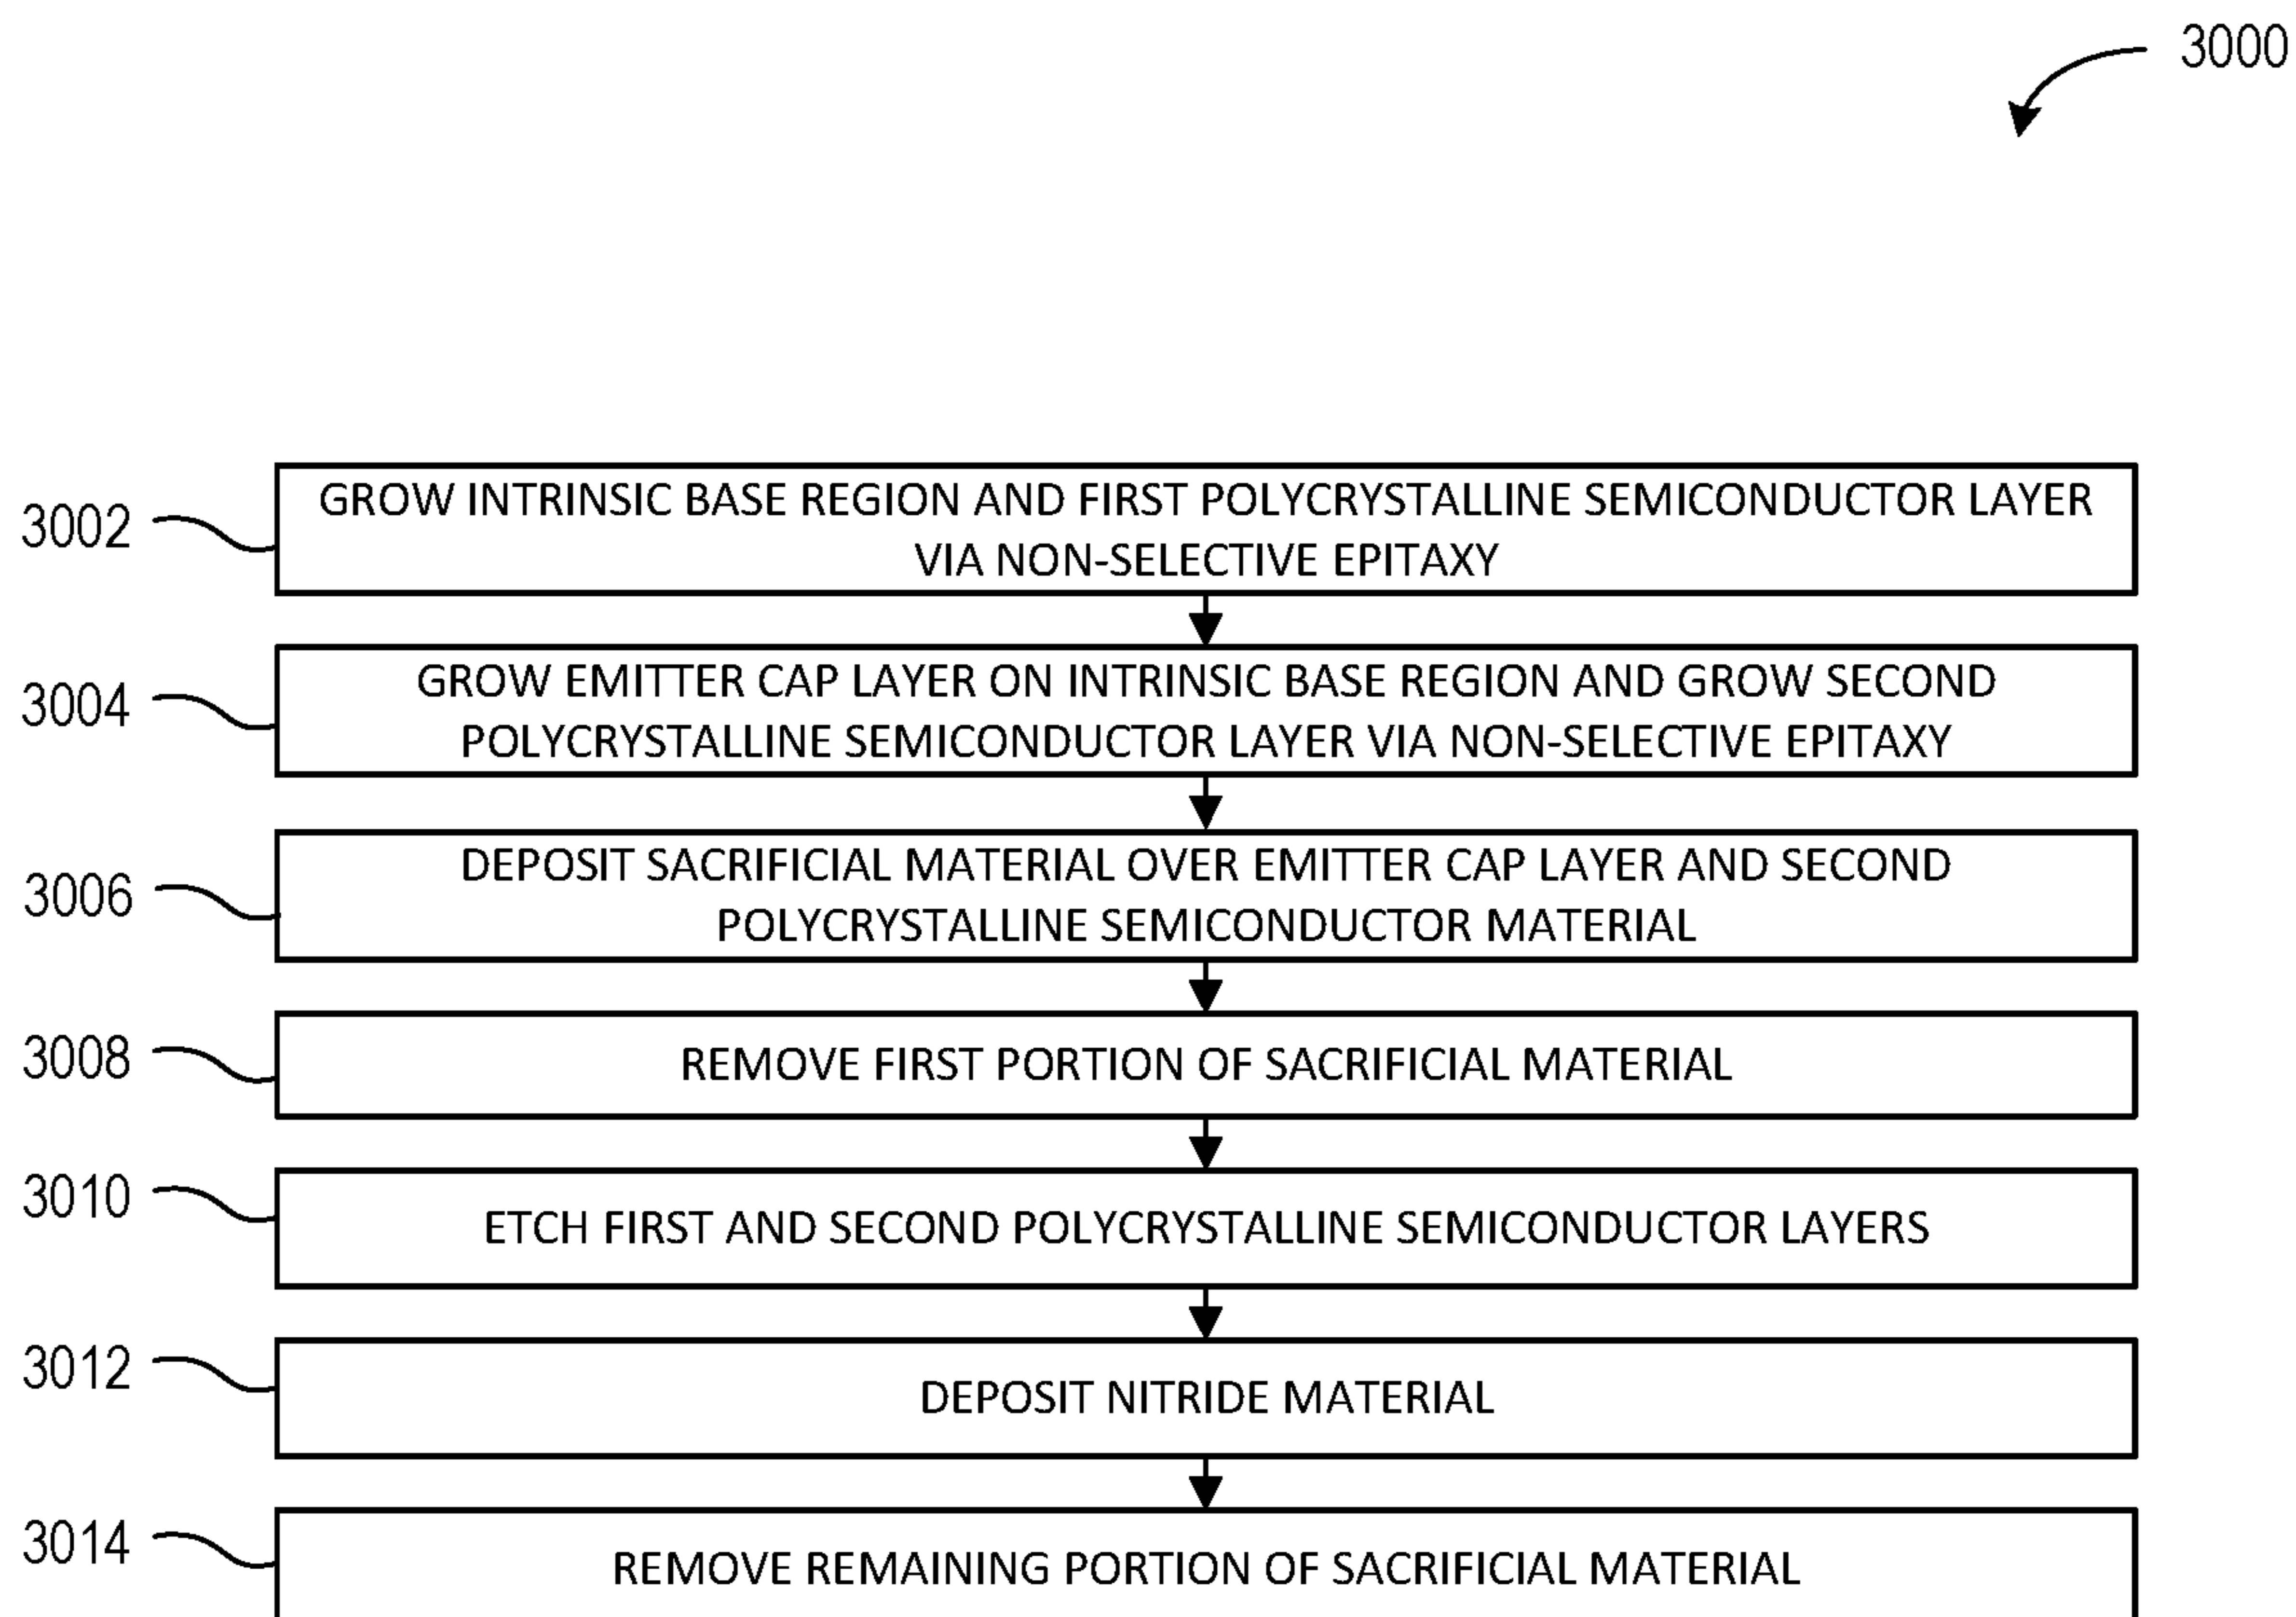 3000
3002
GROW INTRINSIC BASE REGION AND FIRST POLYCRYSTALLINE SEMICONDUCTOR LAYER
VIA NON-SELECTIVE EPITAXY
3004
GROW EMITTER CAP LAYER ON INTRINSIC BASE REGION AND GROW SECOND
POLYCRYSTALLINE SEMICONDUCTOR LAYER VIA NON-SELECTIVE EPITAXY
3006
DEPOSIT SACRIFICIAL MATERIAL OVER EMITTER CAP LAYER AND SECOND
POLYCRYSTALLINE SEMICONDUCTOR MATERIAL
3008
REMOVE FIRST PORTION OF SACRIFICIAL MATERIAL
3010
ETCH FIRST AND SECOND POLYCRYSTALLINE SEMICONDUCTOR LAYERS
3012
DEPOSIT NITRIDE MATERIAL
3014
REMOVE REMAINING PORTION OF SACRIFICIAL MATERIAL